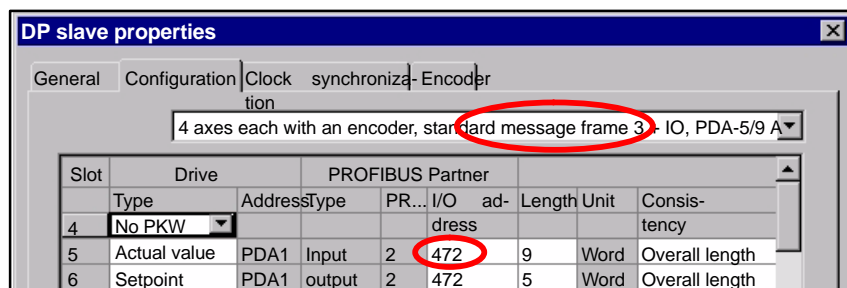 DP slave properties
General Configuration Clock synchroniza- Encoder
tion
4 axes each with an encoder, standard message frame 3 + IO, PDA-5/9 A
Slot Drive PROFIBUS Partner
Type Address Type PR... I/O ad- Length Unit Consis-
4 No PKW dress tency
5 Actual value PDA1 Input 2 472 9 Word Overall length
6 Setpoint PDA1 output 2 472 5 Word Overall length